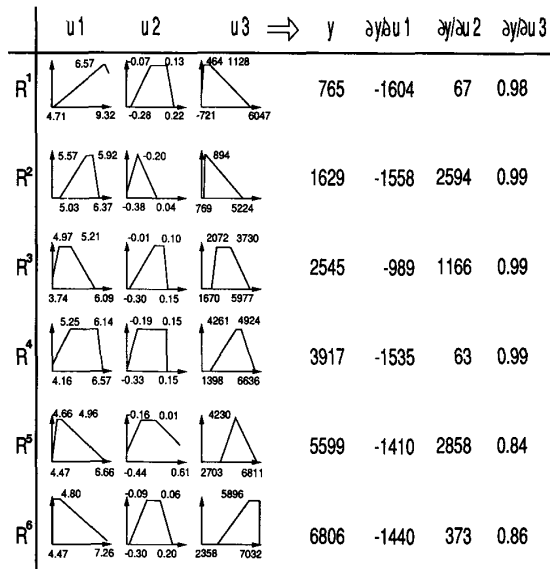 u1 u2 u3 ⇒ y ∂y/∂u1 ∂y/∂u2 ∂y/∂u3
6.57 -0.07 0.13 464 1128
R¹ 765 -1604 67 0.98
4.71 9.32 -0.28 0.22 -721 6047
5.57 5.92 -0.20 894
R² 1629 -1558 2594 0.99
5.03 6.37 -0.38 0.04 769 5224
4.97 5.21 -0.01 0.10 2072 3730
R³ 2545 -989 1166 0.99
3.74 6.09 -0.30 0.15 1670 5977
5.25 6.14 -0.19 0.15 4261 4924
R⁴ 3917 -1535 63 0.99
4.16 6.57 -0.33 0.15 1398 6636
4.66 4.96 -0.16 0.01 4230
R⁵ 5599 -1410 2858 0.84
4.47 6.66 -0.44 0.61 2703 6811
4.80 -0.09 0.06 5896
R⁶ 6806 -1440 373 0.86
4.47 7.26 -0.30 0.20 2358 7032